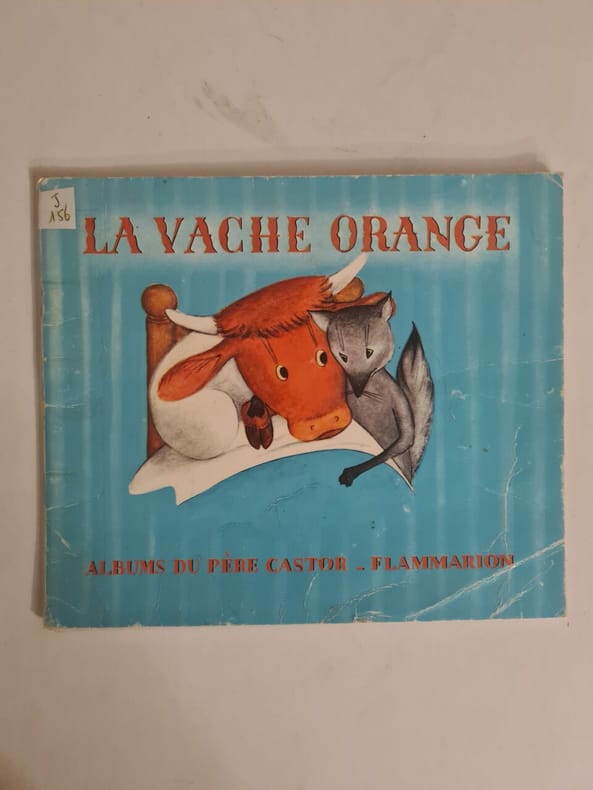 J
156
LA VACHE ORANGE
ALBUMS DU PÈRE CASTOR _ FLAMMARION